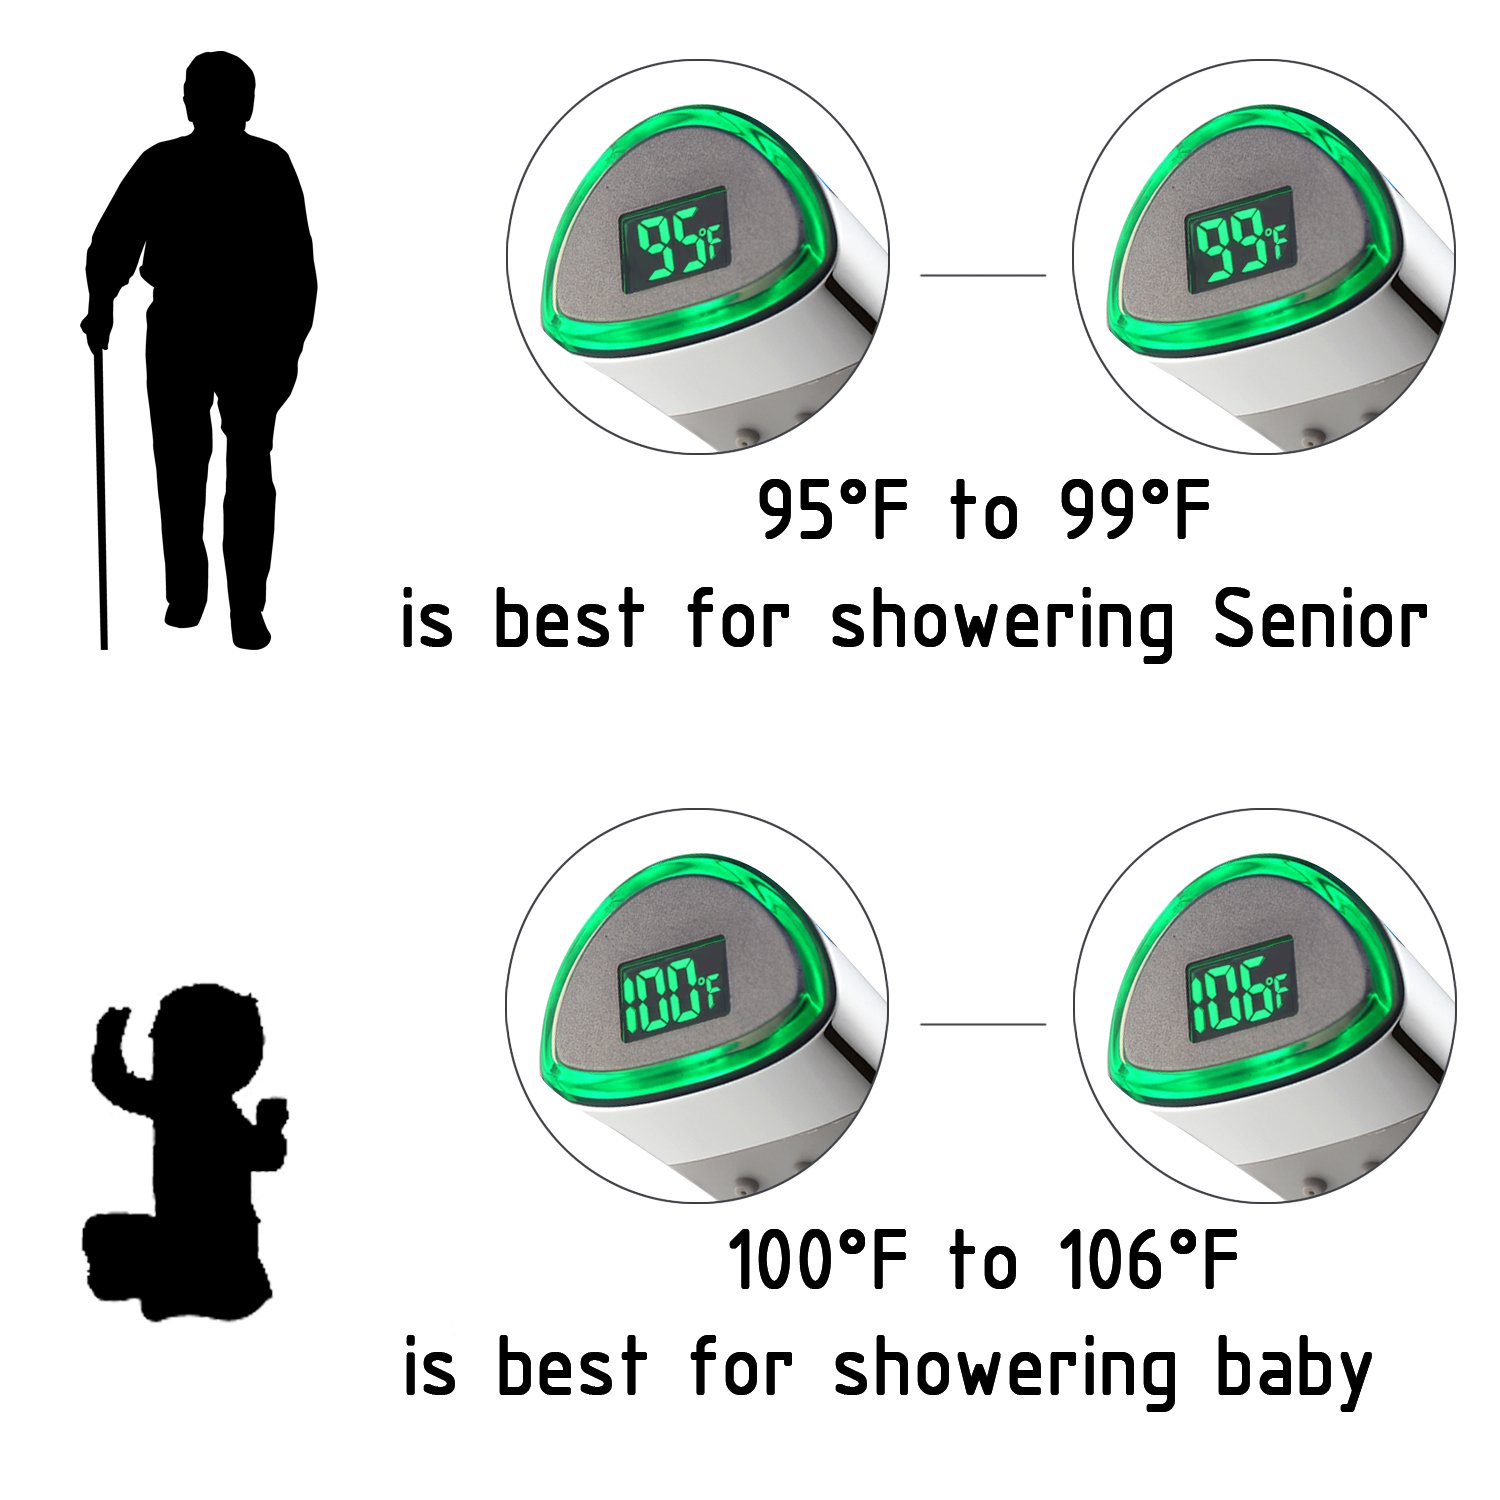 95°F
99°F
95°F to 99°F
is best for showering Senior
100°F
106°F
100°F to 106°F
is best for showering baby